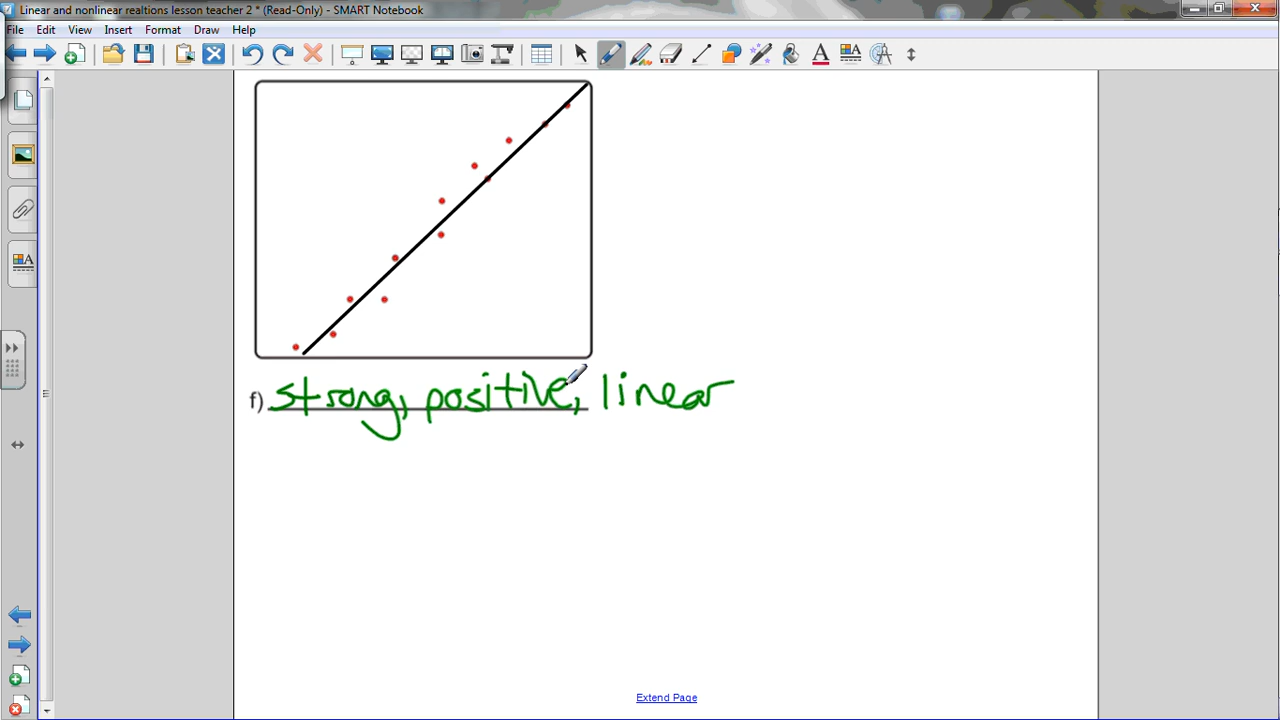 Linear and nonlinear realtions lesson teacher 2 * (Read-Only) - SMART Notebook
File Edit View Insert Format Draw Help
f) strong, positive, linear
Extend Page